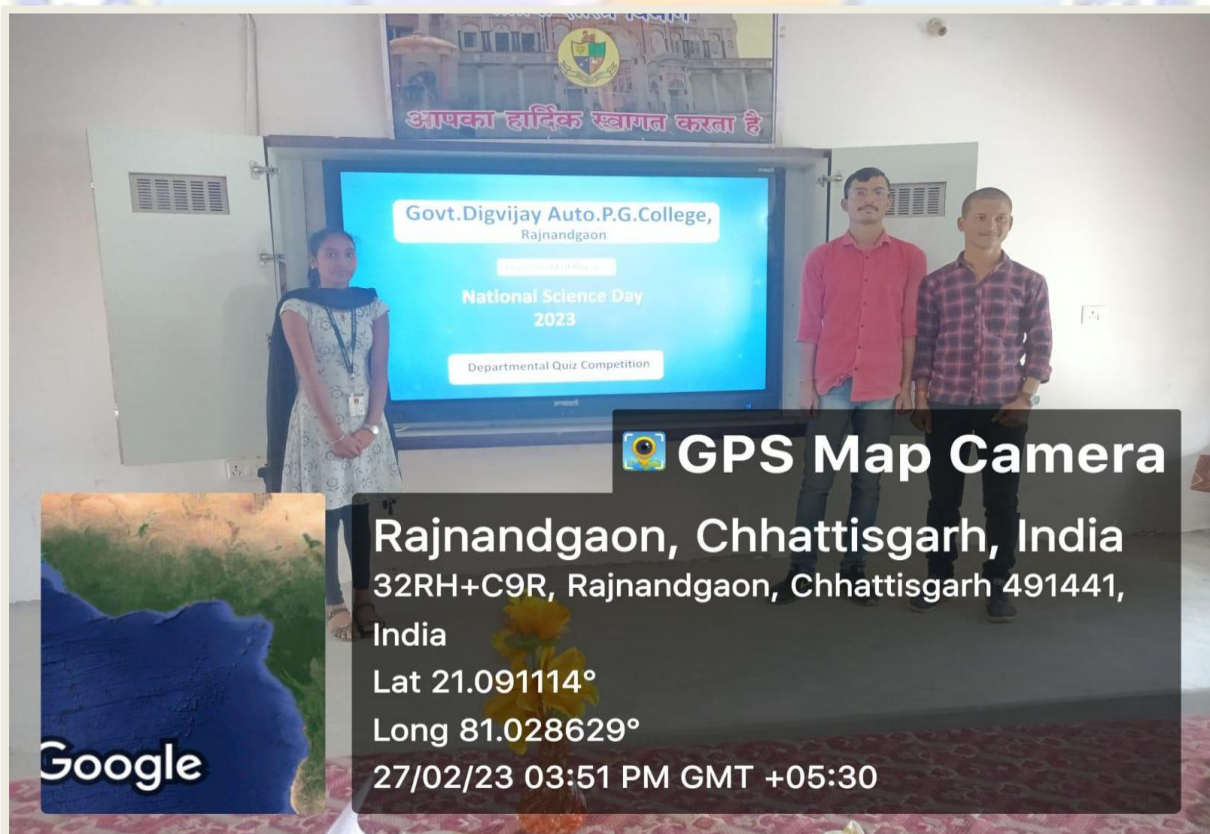 आपका हार्दिक स्वागत करता है
Govt.Digvijay Auto.P.G.College,
Rajnandgaon
National Science Day
2023
Departmental Quiz Competition
GPS Map Camera
Rajnandgaon, Chhattisgarh, India
32RH+C9R, Rajnandgaon, Chhattisgarh 491441,
India
Lat 21.091114°
Long 81.028629°
27/02/23 03:51 PM GMT +05:30
Google